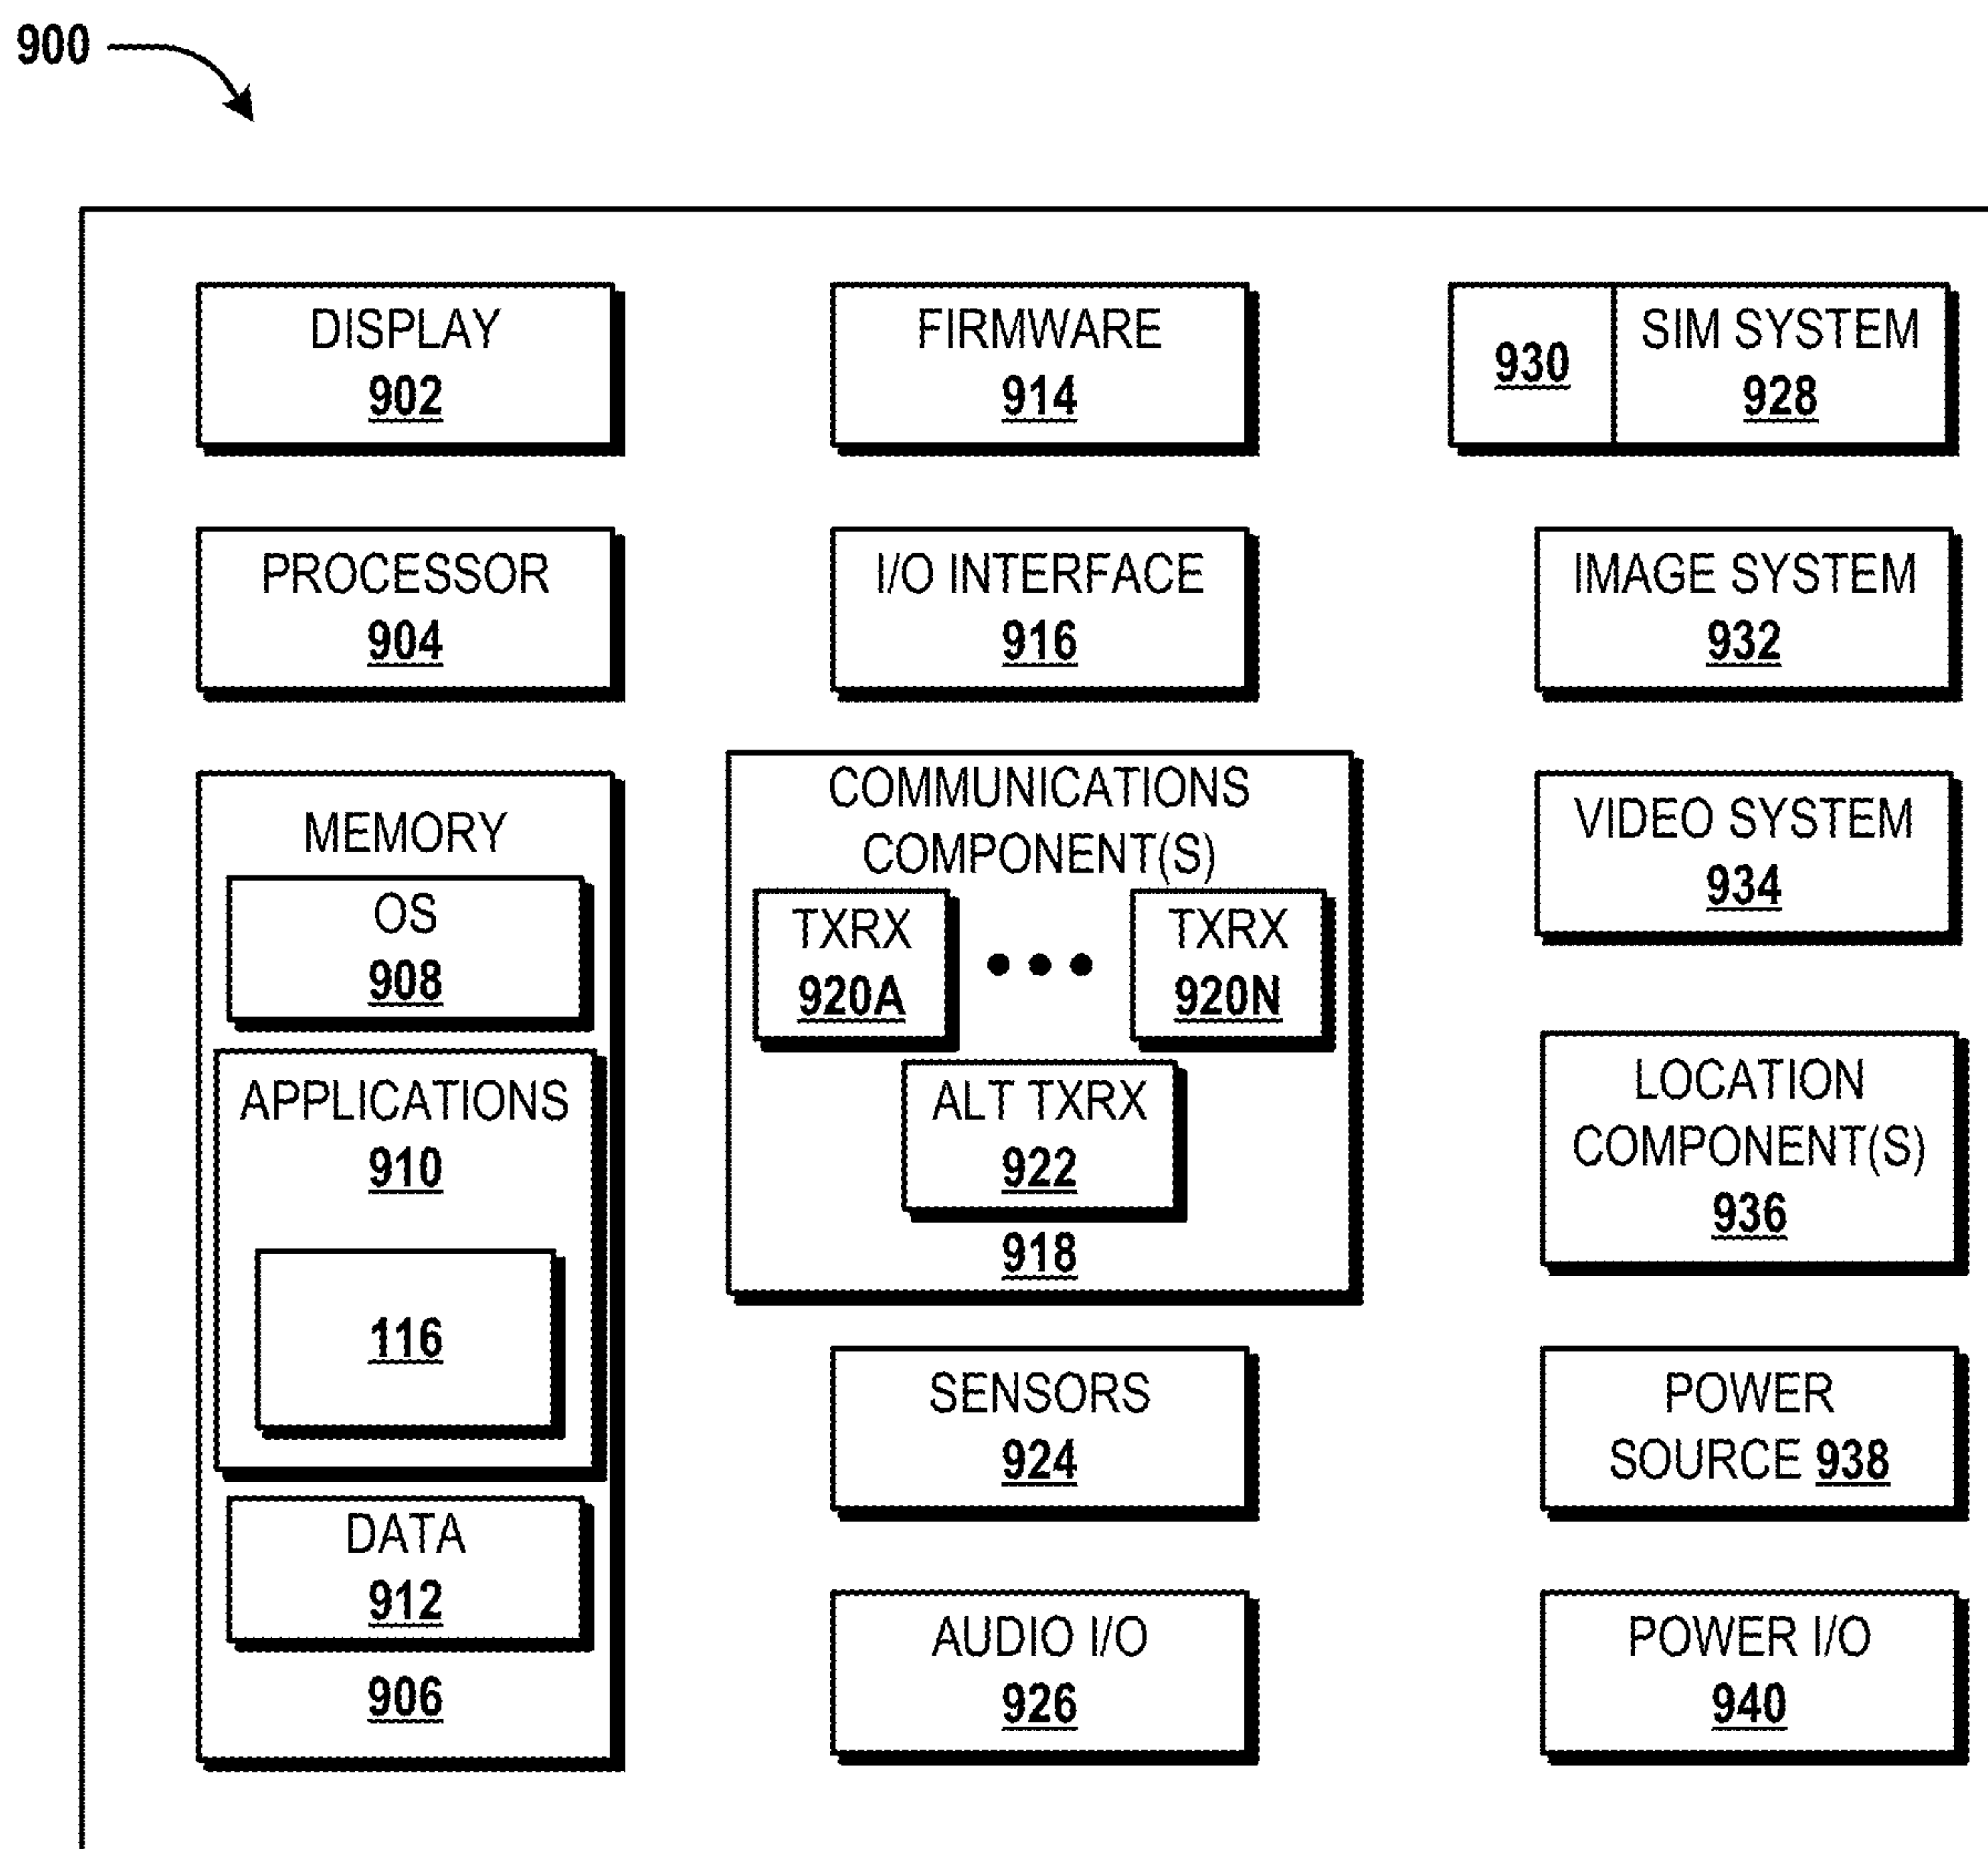 900
DISPLAY
902
PROCESSOR
904
MEMORY
OS
908
APPLICATIONS
910
116
DATA
912
906
FIRMWARE
914
I/O INTERFACE
916
COMMUNICATIONS
COMPONENT(S)
TXRX
920A
TXRX
920N
ALT TXRX
922
918
SENSORS
924
AUDIO I/O
926
930
SIM SYSTEM
928
IMAGE SYSTEM
932
VIDEO SYSTEM
934
LOCATION
COMPONENT(S)
936
POWER
SOURCE 938
POWER I/O
940